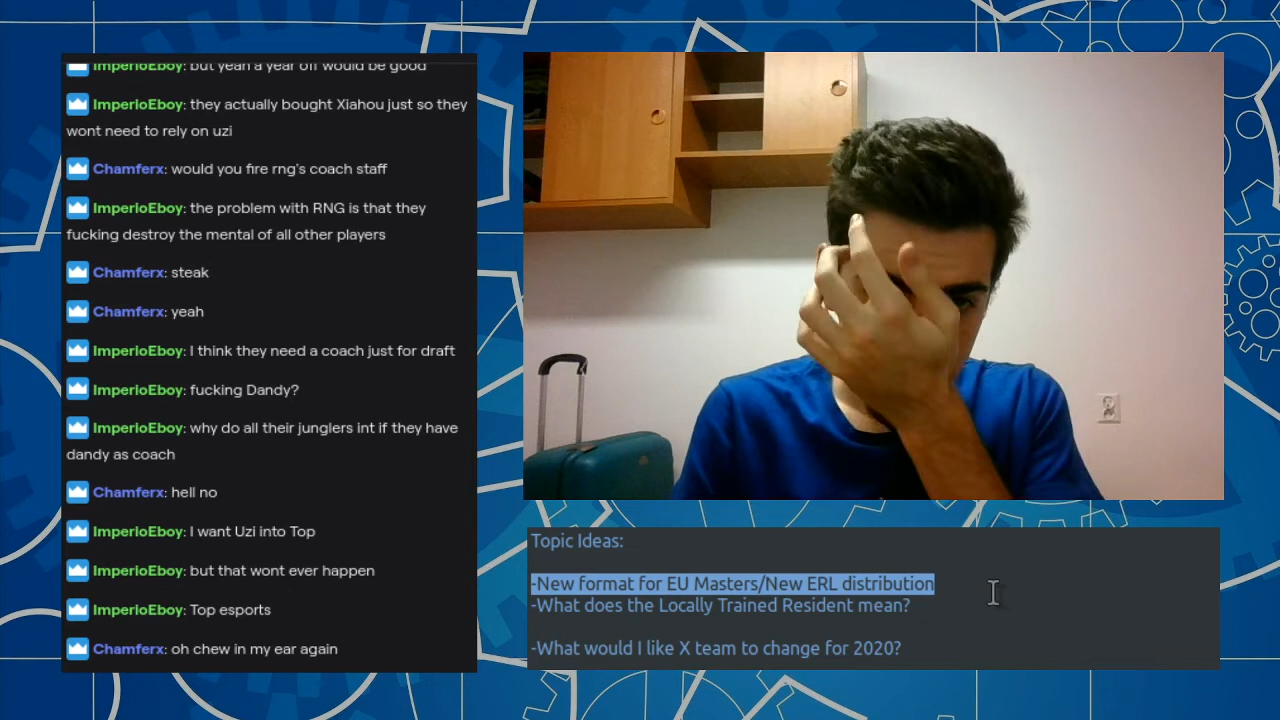 ImperioEboy: but yeah a year off would be good
ImperioEboy: they actually bought Xiahou just so they
wont need to rely on uzi
Chamferx: would you fire rng's coach staff
ImperioEboy: the problem with RNG is that they
fucking destroy the mental of all other players
Chamferx: steak
Chamferx: yeah
ImperioEboy: I think they need a coach just for draft
ImperioEboy: fucking Dandy?
ImperioEboy: why do all their junglers int if they have
dandy as coach
Chamferx: hell no
ImperioEboy: I want Uzi into Top
ImperioEboy: but that wont ever happen
ImperioEboy: Top esports
Chamferx: oh chew in my ear again
Topic Ideas:
-New format for EU Masters/New ERL distribution
-What does the Locally Trained Resident mean?
-What would I like X team to change for 2020?